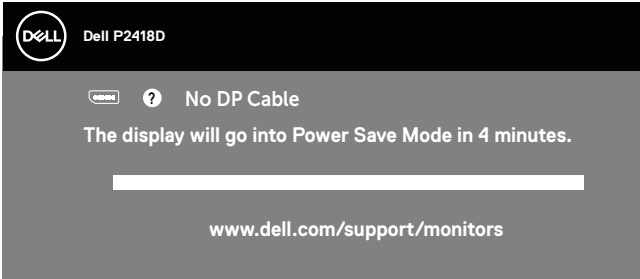 DELL Dell P2418D
? No DP Cable
The display will go into Power Save Mode in 4 minutes.
www.dell.com/support/monitors